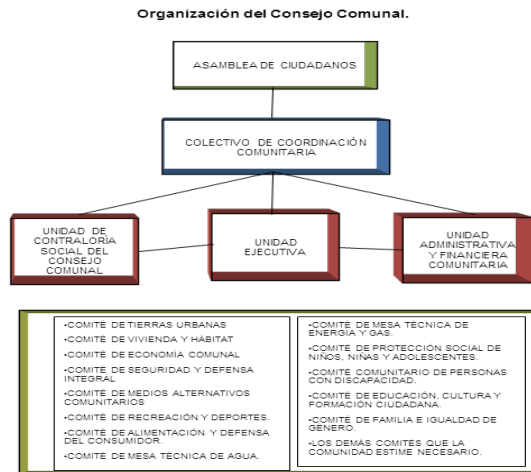 Organización del Consejo Comunal.
ASAMBLEA DE CIUDADANOS
COLECTIVO DE COORDINACIÓN
COMUNITARIA
UNIDAD DE
CONTRALORÍA
SOCIAL DEL
CONSEJO
COMUNAL
UNIDAD
EJECUTIVA
UNIDAD
ADMINISTRATIVA
Y FINANCIERA
COMUNITARIA
•COMITÉ DE TIERRAS URBANAS
•COMITÉ DE VIVIENDA Y HÁBITAT
•COMITÉ DE ECONOMÍA COMUNAL
•COMITÉ DE SEGURIDAD Y DEFENSA
INTEGRAL
•COMITÉ DE MEDIOS ALTERNATIVOS
COMUNITARIOS
•COMITÉ DE RECREACIÓN Y DEPORTES.
•COMITÉ DE ALIMENTACIÓN Y DEFENSA
DEL CONSUMIDOR.
•COMITÉ DE MESA TÉCNICA DE AGUA.
•COMITÉ DE MESA TÉCNICA DE
ENERGÍA Y GAS.
•COMITÉ DE PROTECCIÓN SOCIAL DE
NIÑOS, NIÑAS Y ADOLESCENTES.
•COMITÉ COMUNITARIO DE PERSONAS
CON DISCAPACIDAD.
•COMITÉ DE EDUCACIÓN, CULTURA Y
FORMACIÓN CIUDADANA.
•COMITÉ DE FAMILIA E IGUALDAD DE
GÉNERO.
•LOS DEMÁS COMITÉS QUE LA
COMUNIDAD ESTIME NECESARIO.